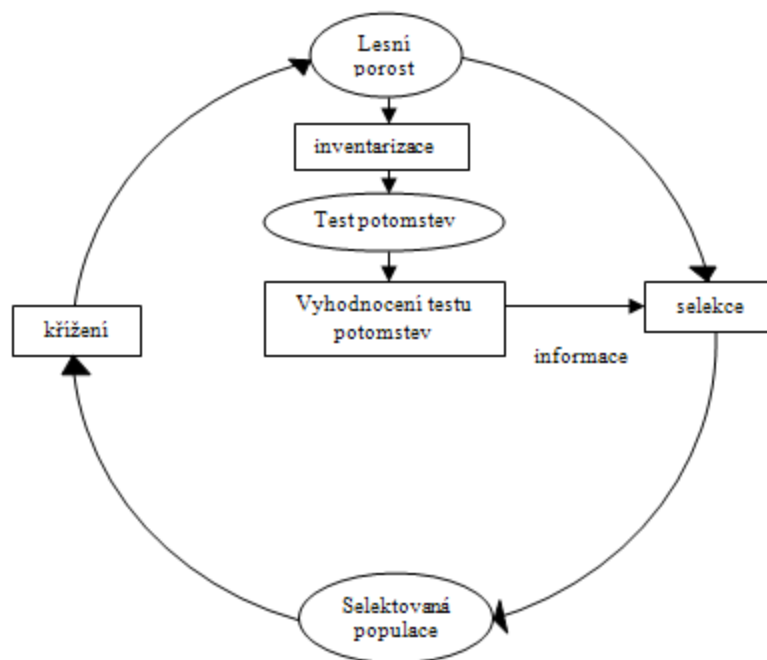 Lesní
porost
inventarizace
Test potomstev
Vyhodnocení testu
potomstev
informace
selekce
křížení
Selektovaná
populace